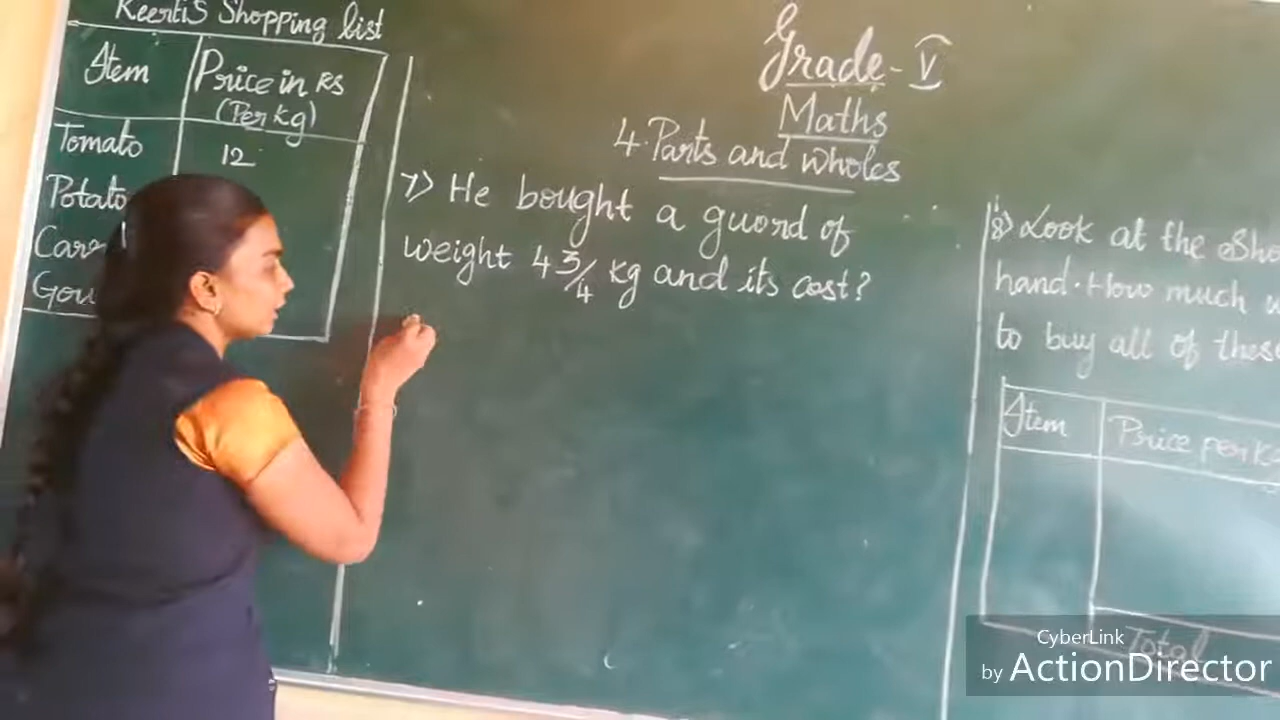 Keerti's Shopping list
Item Price in Rs
(Per kg)
Tomato 12
Potato
Grade - V
Maths
4. Parts and wholes
7) He bought a guord of
weight 4 3/4 kg and its cost?
8) Look at the
hand. How much
to buy all of these
Item Price per
Total
CyberLink
by ActionDirector